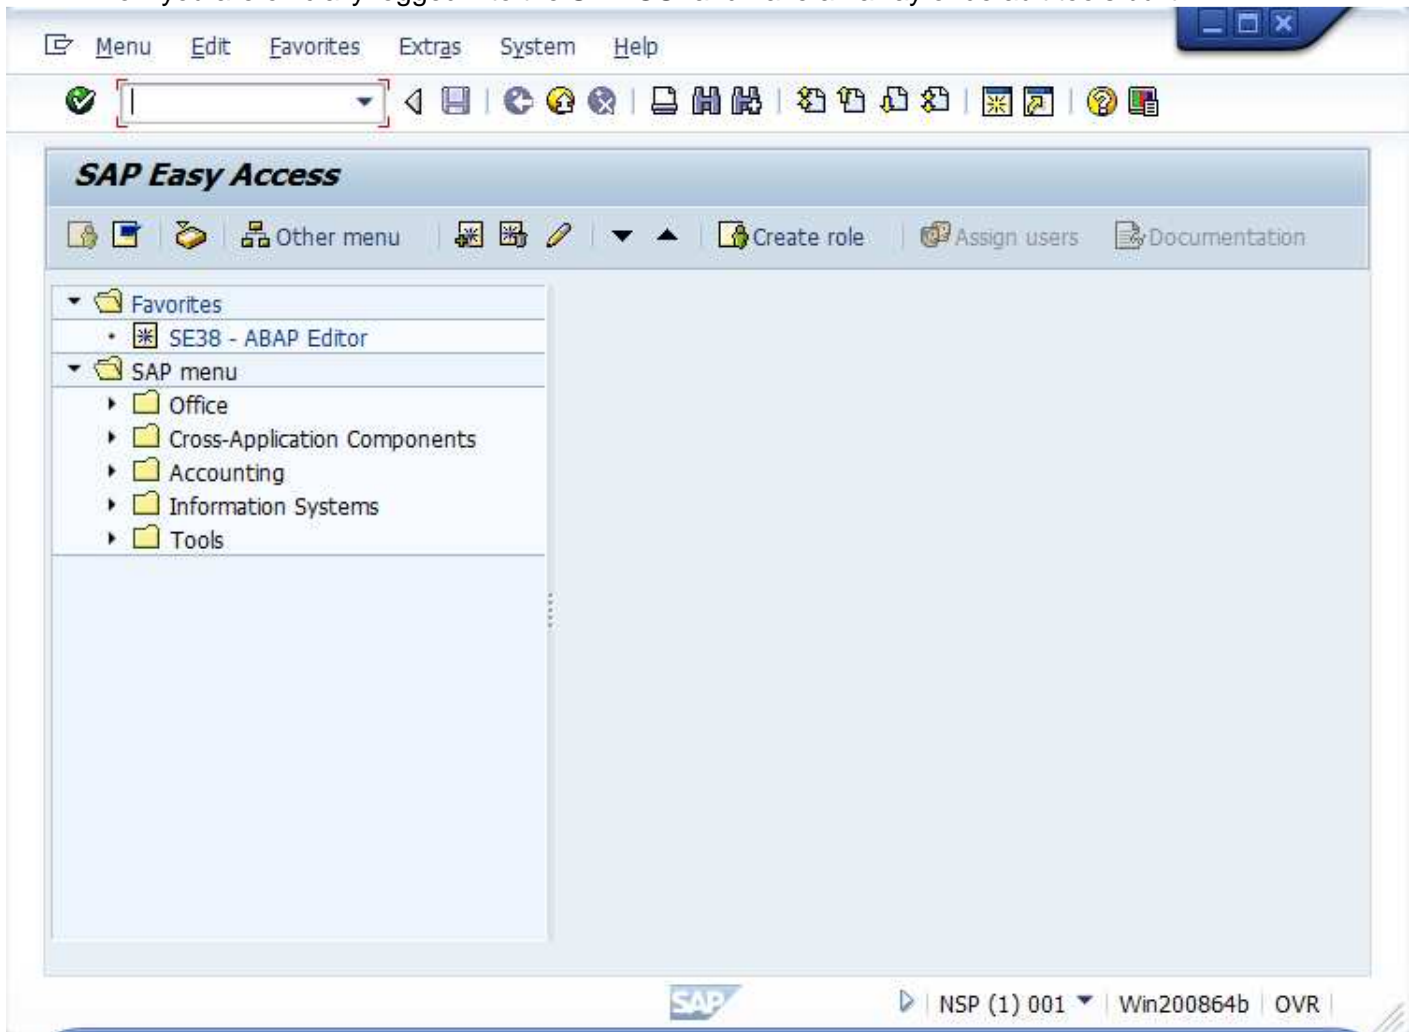 Menu Edit Favorites Extras System Help
SAP Easy Access
Other menu Create role Assign users Documentation
Favorites
SE38 - ABAP Editor
SAP menu
Office
Cross-Application Components
Accounting
Information Systems
Tools
SAP NSP (1) 001 Win200864b OVR